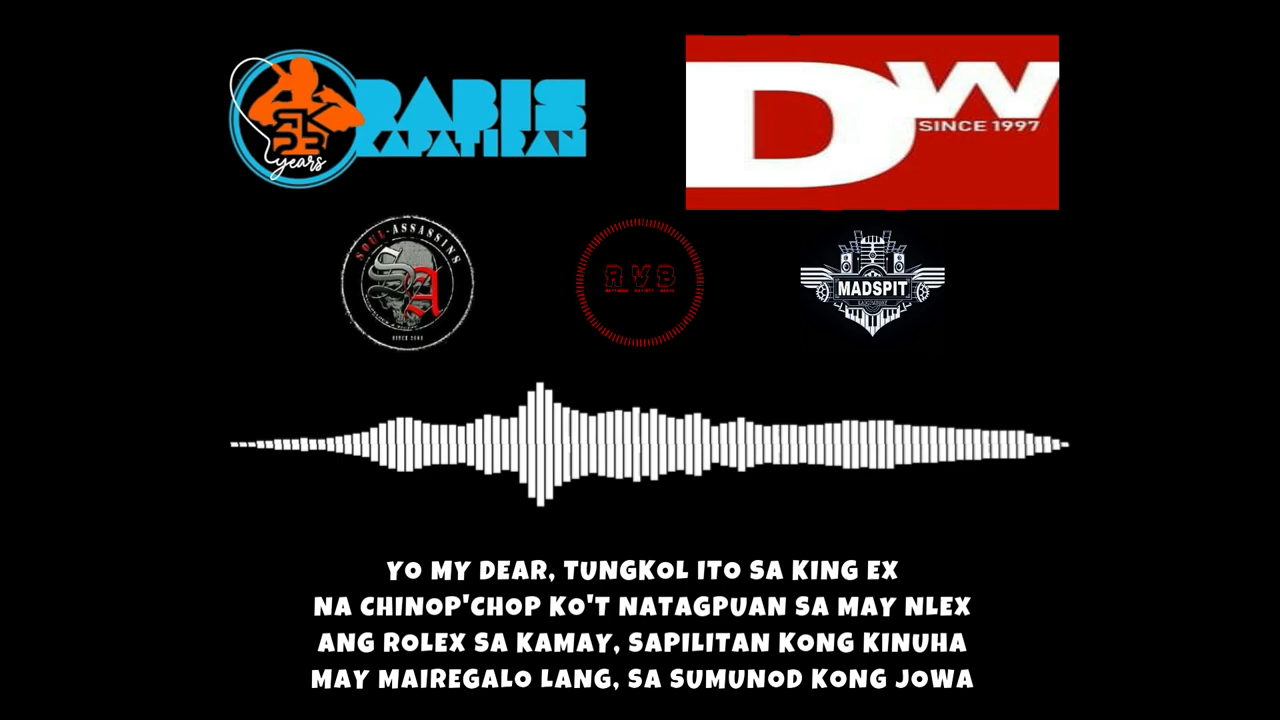 RABIS
KAPATIRAN
years
DW
SINCE 1997
SOUL ASSASSINS
SA
RVB
MADSPIT
YO MY DEAR, TUNGKOL ITO SA KING EX
NA CHINOP'CHOP KO'T NATAGPUAN SA MAY NLEX
ANG ROLEX SA KAMAY, SAPILITAN KONG KINUHA
MAY MAIREGALO LANG, SA SUMUNOD KONG JOWA